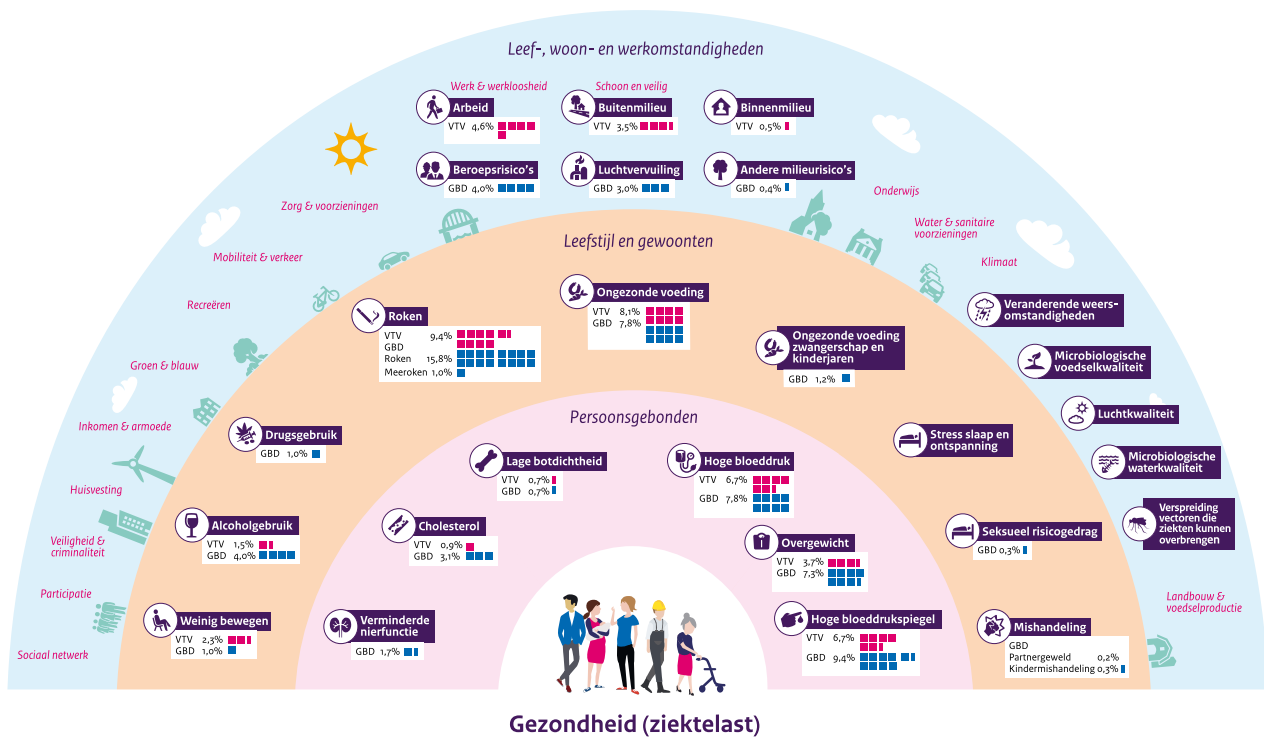 Leef-, woon- en werkomstandigheden
Werk & werkloosheid
Schoon en veilig
Arbeid
VTV 4,6%
Buitenmilieu
VTV 3,5%
Binnenmilieu
VTV 0,5%
Beroepsrisico's
GBD 4,0%
Luchtvervuiling
GBD 3,0%
Andere milieurisico's
GBD 0,4%
Zorg & voorzieningen
Mobiliteit & verkeer
Recreëren
Groen & blauw
Inkomen & armoede
Huisvesting
Veiligheid &
criminaliteit
Participatie
Sociaal netwerk
Onderwijs
Water & sanitaire
voorzieningen
Klimaat
Veranderende weers-
omstandigheden
Microbiologische
voedselkwaliteit
Luchtkwaliteit
Microbiologische
waterkwaliteit
Verspreiding
vectoren die
ziekten kunnen
overbrengen
Landbouw &
voedselproductie
Leefstijl en gewoonten
Roken
VTV 9,4%
GBD
Roken 15,8%
Meeroken 1,0%
Ongezonde voeding
VTV 8,1%
GBD 7,8%
Ongezonde voeding
zwangerschap en
kinderjaren
GBD 1,2%
Drugsgebruik
GBD 1,0%
Alcoholgebruik
VTV 1,5%
GBD 4,0%
Weinig bewegen
VTV 2,3%
GBD 1,0%
Stress slaap en
ontspanning
Seksueel risicogedrag
GBD 0,3%
Mishandeling
GBD
Partnergeweld 0,2%
Kindermishandeling 0,3%
Persoonsgebonden
Lage botdichtheid
VTV 0,7%
GBD 0,7%
Hoge bloeddruk
VTV 6,7%
GBD 7,8%
Cholesterol
VTV 0,9%
GBD 3,1%
Overgewicht
VTV 3,7%
GBD 7,3%
Verminderde
nierfunctie
GBD 1,7%
Hoge bloeddrukspiegel
VTV 6,7%
GBD 9,4%
Gezondheid (ziektelast)